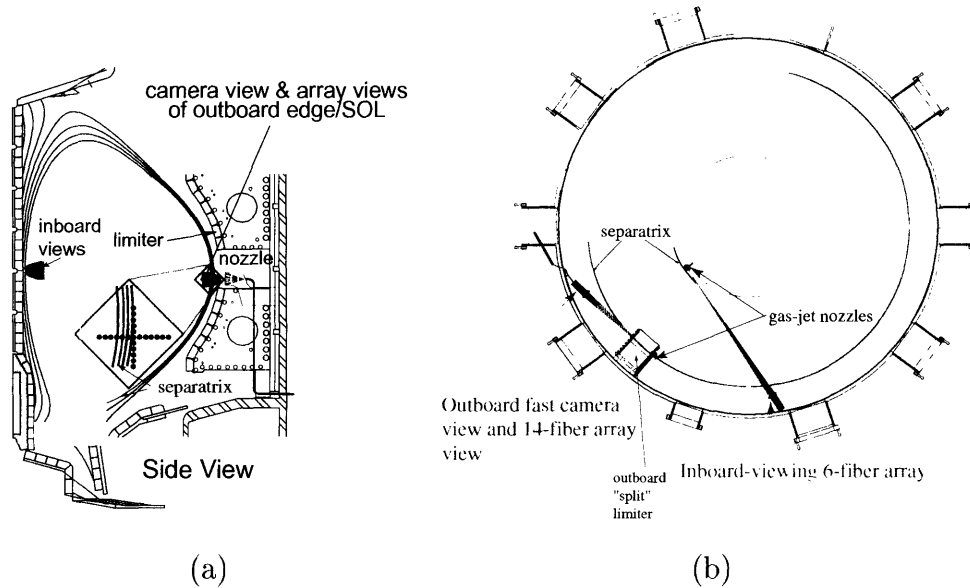 camera view & array views
of outboard edge/SOL
inboard
views
limiter
nozzle
separatrix
Side View
(a)
separatrix
gas-jet nozzles
Outboard fast camera
view and 14-fiber array
view
Inboard-viewing 6-fiber array
outboard
"split"
limiter
(b)